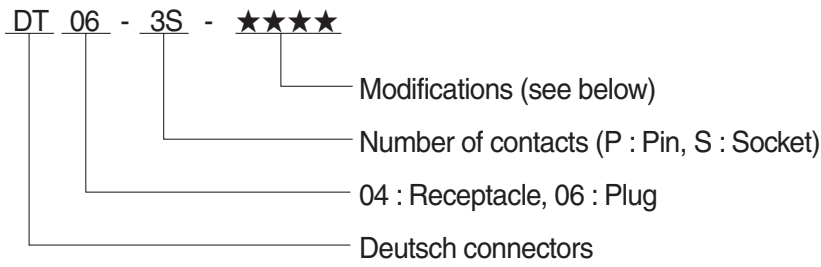 DT 06 - 3S - ★★★★
Modifications (see below)
Number of contacts (P : Pin, S : Socket)
04 : Receptacle, 06 : Plug
Deutsch connectors